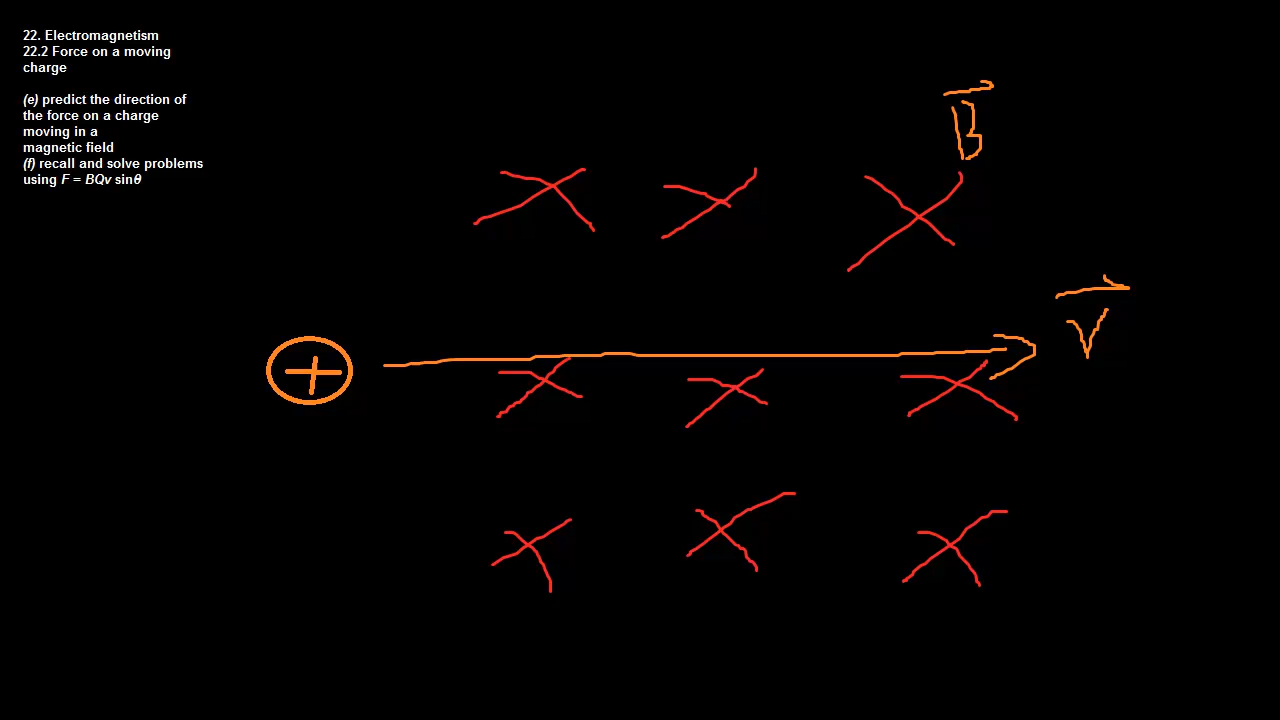 22. Electromagnetism
22.2 Force on a moving
charge
(e) predict the direction of
the force on a charge
moving in a
magnetic field
(f) recall and solve problems
using F = BQv sinθ
B
V
+